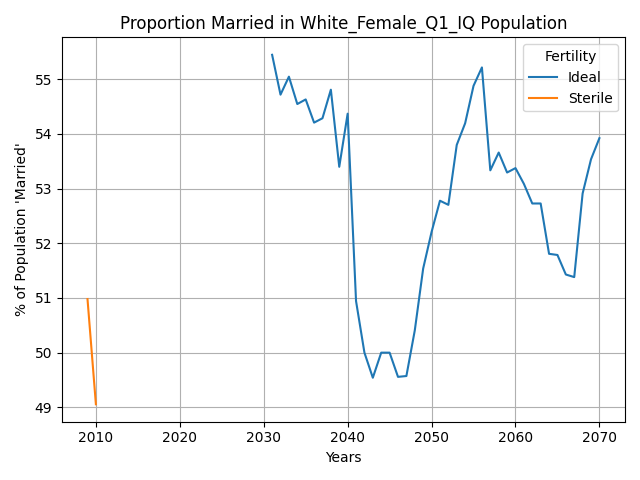 Proportion Married in White_Female_Q1_IQ Population
Fertility
Ideal
Sterile
% of Population 'Married'
55
54
53
52
51
50
49
2010 2020 2030 2040 2050 2060 2070
Years